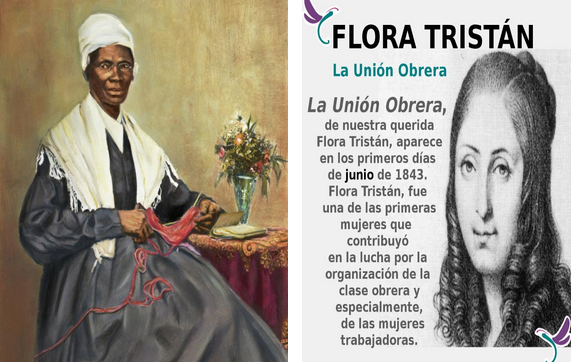 FLORA TRISTÁN
La Unión Obrera
La Unión Obrera,
de nuestra querida
Flora Tristán, aparece
en los primeros días
de junio de 1843.
Flora Tristán, fue
una de las primeras
mujeres que
contribuyó
en la lucha por la
organización de la
clase obrera y
especialmente,
de las mujeres
trabajadoras.